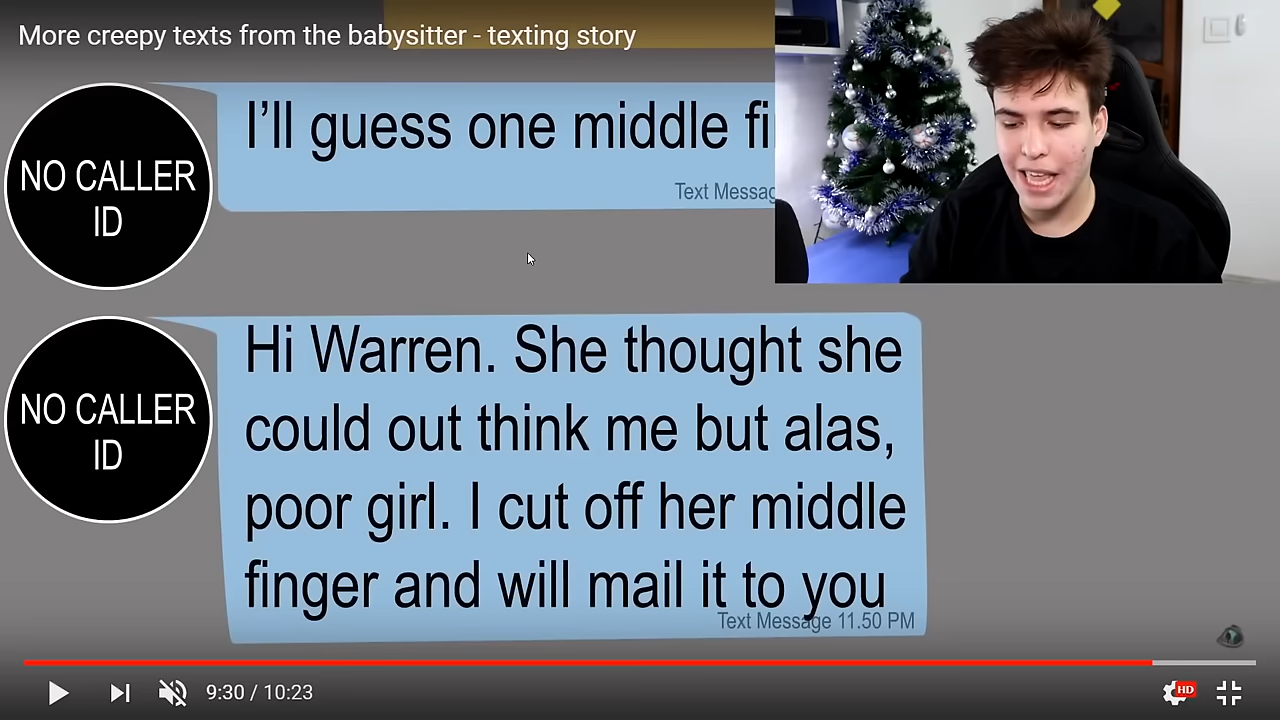 More creepy texts from the babysitter - texting story
NO CALLER
ID
I’ll guess one middle
Text
NO CALLER
ID
Hi Warren. She thought she
could out think me but alas,
poor girl. I cut off her middle
finger and will mail it to you
Text Message 11.50 PM
9:30 / 10:23
HD